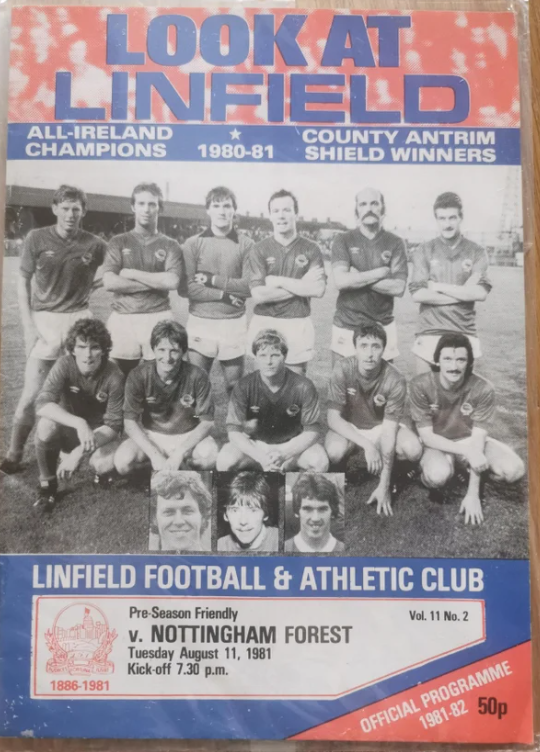 LOOK AT
LINFIELD
ALL-IRELAND
CHAMPIONS
1980-81
COUNTY ANTRIM
SHIELD WINNERS
LINFIELD FOOTBALL & ATHLETIC CLUB
1886-1981
Pre-Season Friendly
v. NOTTINGHAM FOREST
Tuesday August 11, 1981
Kick-off 7.30 p.m.
Vol. 11 No. 2
OFFICIAL PROGRAMME
1981-82 50p